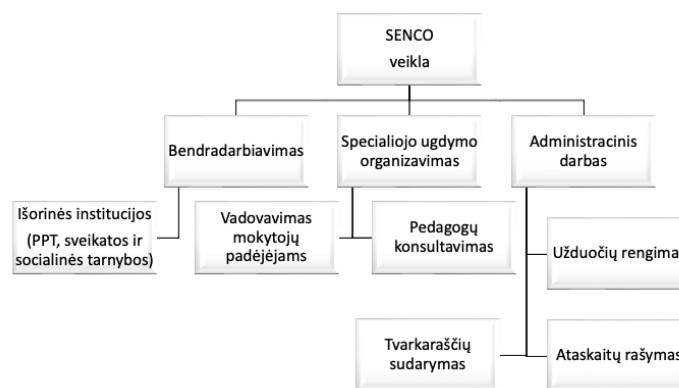 SENCO
veikla
Bendradarbiavimas
Specialiojo ugdymo
organizavimas
Administracinis
darbas
Išorinės institucijos
(PPT, sveikatos ir
socialinės tarnybos)
Vadovavimas
mokytojų
padėjėjams
Pedagogų
konsultavimas
Užduočių rengimas
Tvarkaraščių
sudarymas
Ataskaitų rašymas